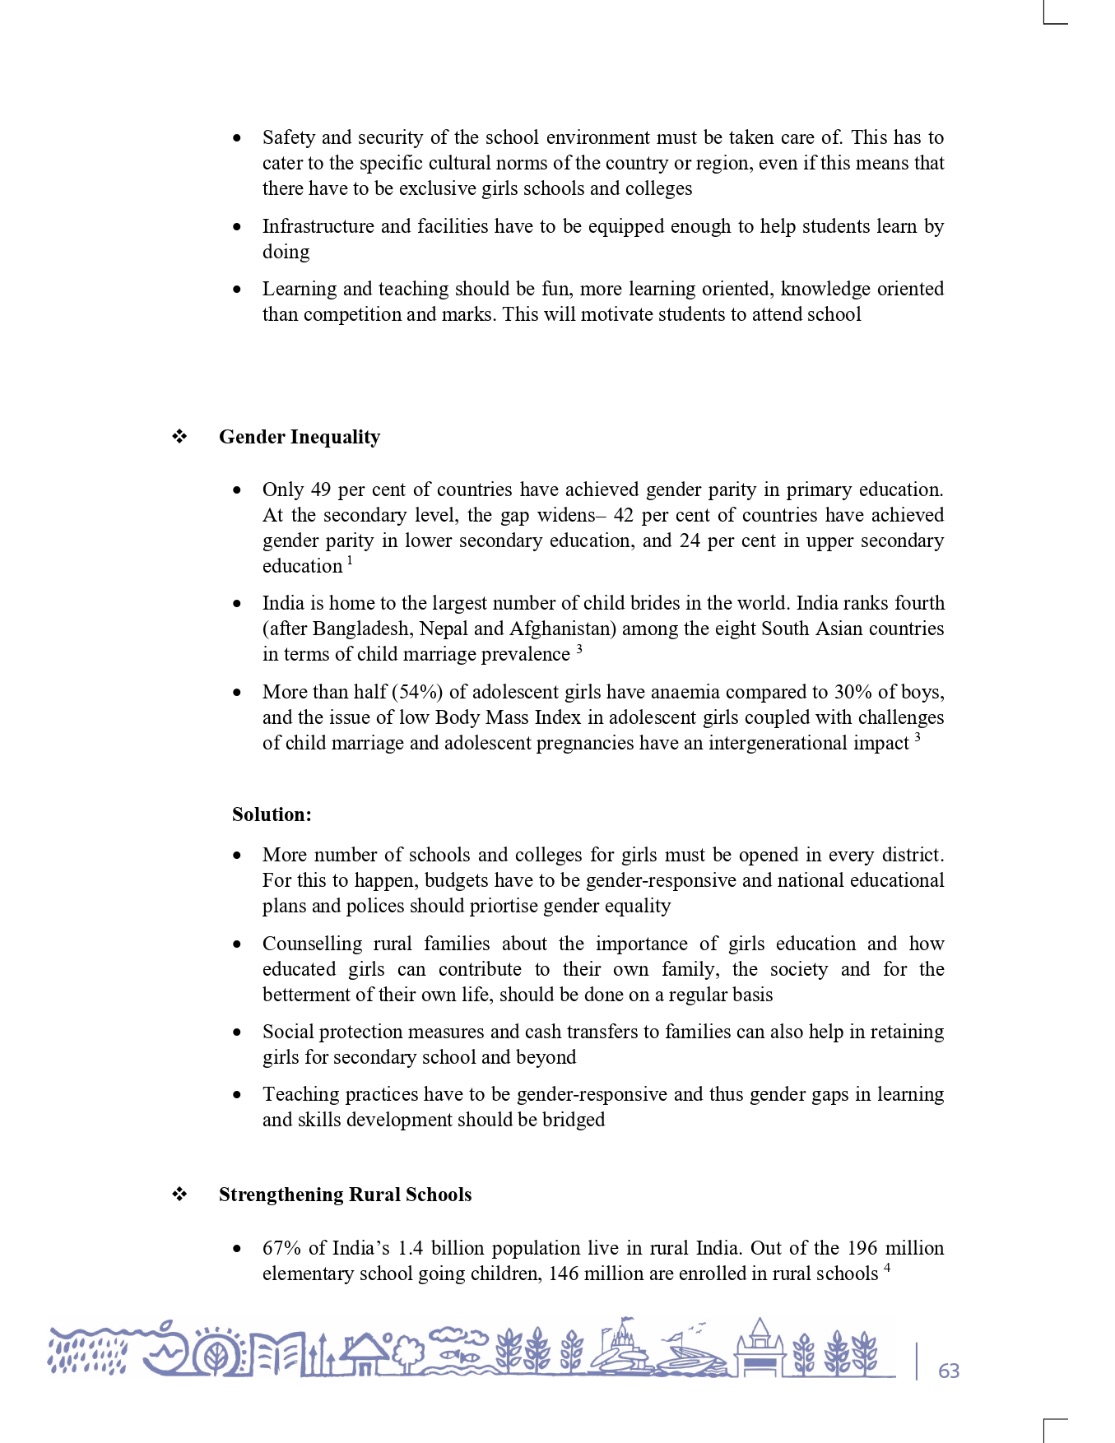 • Safety and security of the school environment must be taken care of. This has to
cater to the specific cultural norms of the country or region, even if this means that
there have to be exclusive girls schools and colleges
• Infrastructure and facilities have to be equipped enough to help students learn by
doing
• Learning and teaching should be fun, more learning oriented, knowledge oriented
than competition and marks. This will motivate students to attend school
❖ Gender Inequality
• Only 49 per cent of countries have achieved gender parity in primary education.
At the secondary level, the gap widens– 42 per cent of countries have achieved
gender parity in lower secondary education, and 24 per cent in upper secondary
education 1
• India is home to the largest number of child brides in the world. India ranks fourth
(after Bangladesh, Nepal and Afghanistan) among the eight South Asian countries
in terms of child marriage prevalence 3
• More than half (54%) of adolescent girls have anaemia compared to 30% of boys,
and the issue of low Body Mass Index in adolescent girls coupled with challenges
of child marriage and adolescent pregnancies have an intergenerational impact 3
Solution:
• More number of schools and colleges for girls must be opened in every district.
For this to happen, budgets have to be gender-responsive and national educational
plans and polices should priortise gender equality
• Counselling rural families about the importance of girls education and how
educated girls can contribute to their own family, the society and for the
betterment of their own life, should be done on a regular basis
• Social protection measures and cash transfers to families can also help in retaining
girls for secondary school and beyond
• Teaching practices have to be gender-responsive and thus gender gaps in learning
and skills development should be bridged
❖ Strengthening Rural Schools
• 67% of India’s 1.4 billion population live in rural India. Out of the 196 million
elementary school going children, 146 million are enrolled in rural schools 4
63